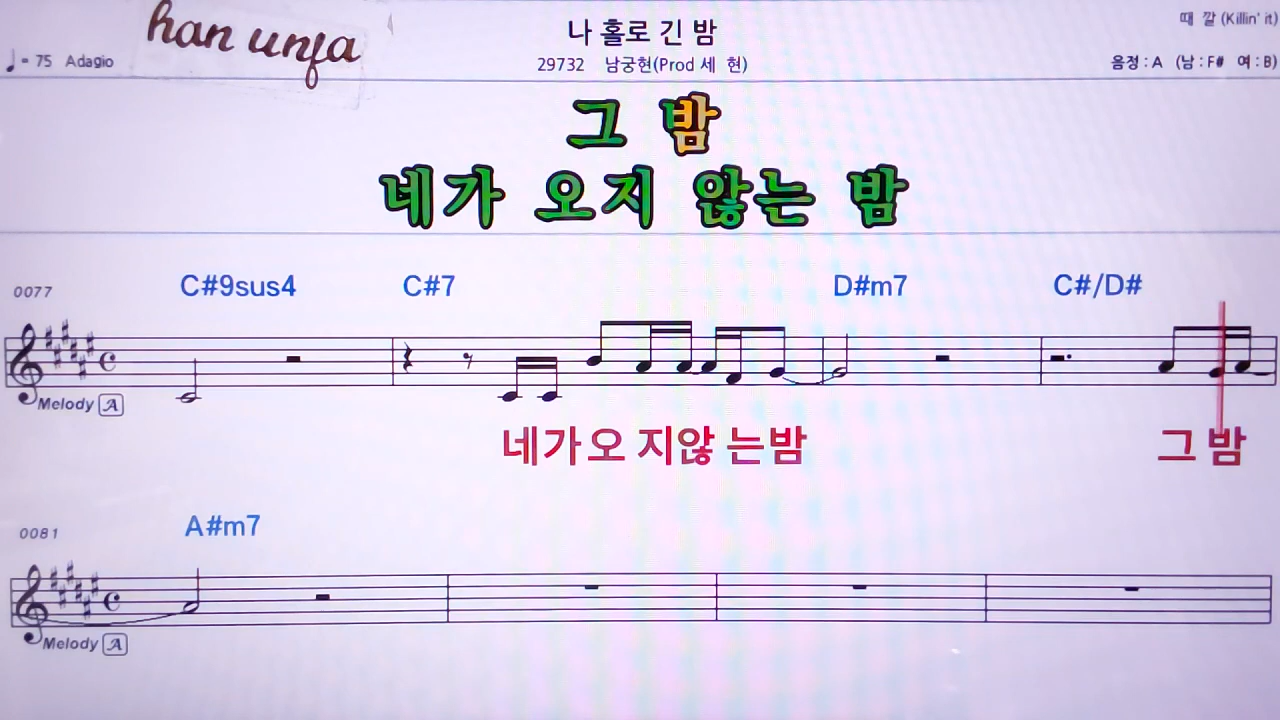 han unfa
나 홀로 긴 밤
때 깔 (Killin' it)
♩= 75 Adagio
29732 남궁현(Prod 세 현)
음정 : A (남 : F# 여 : B)
그 밤
네가 오지 않는 밤
0077 C#9sus4 C#7 D#m7 C#/D#
Melody A
네가오 지않 는밤 그 밤
0081 A#m7
Melody A